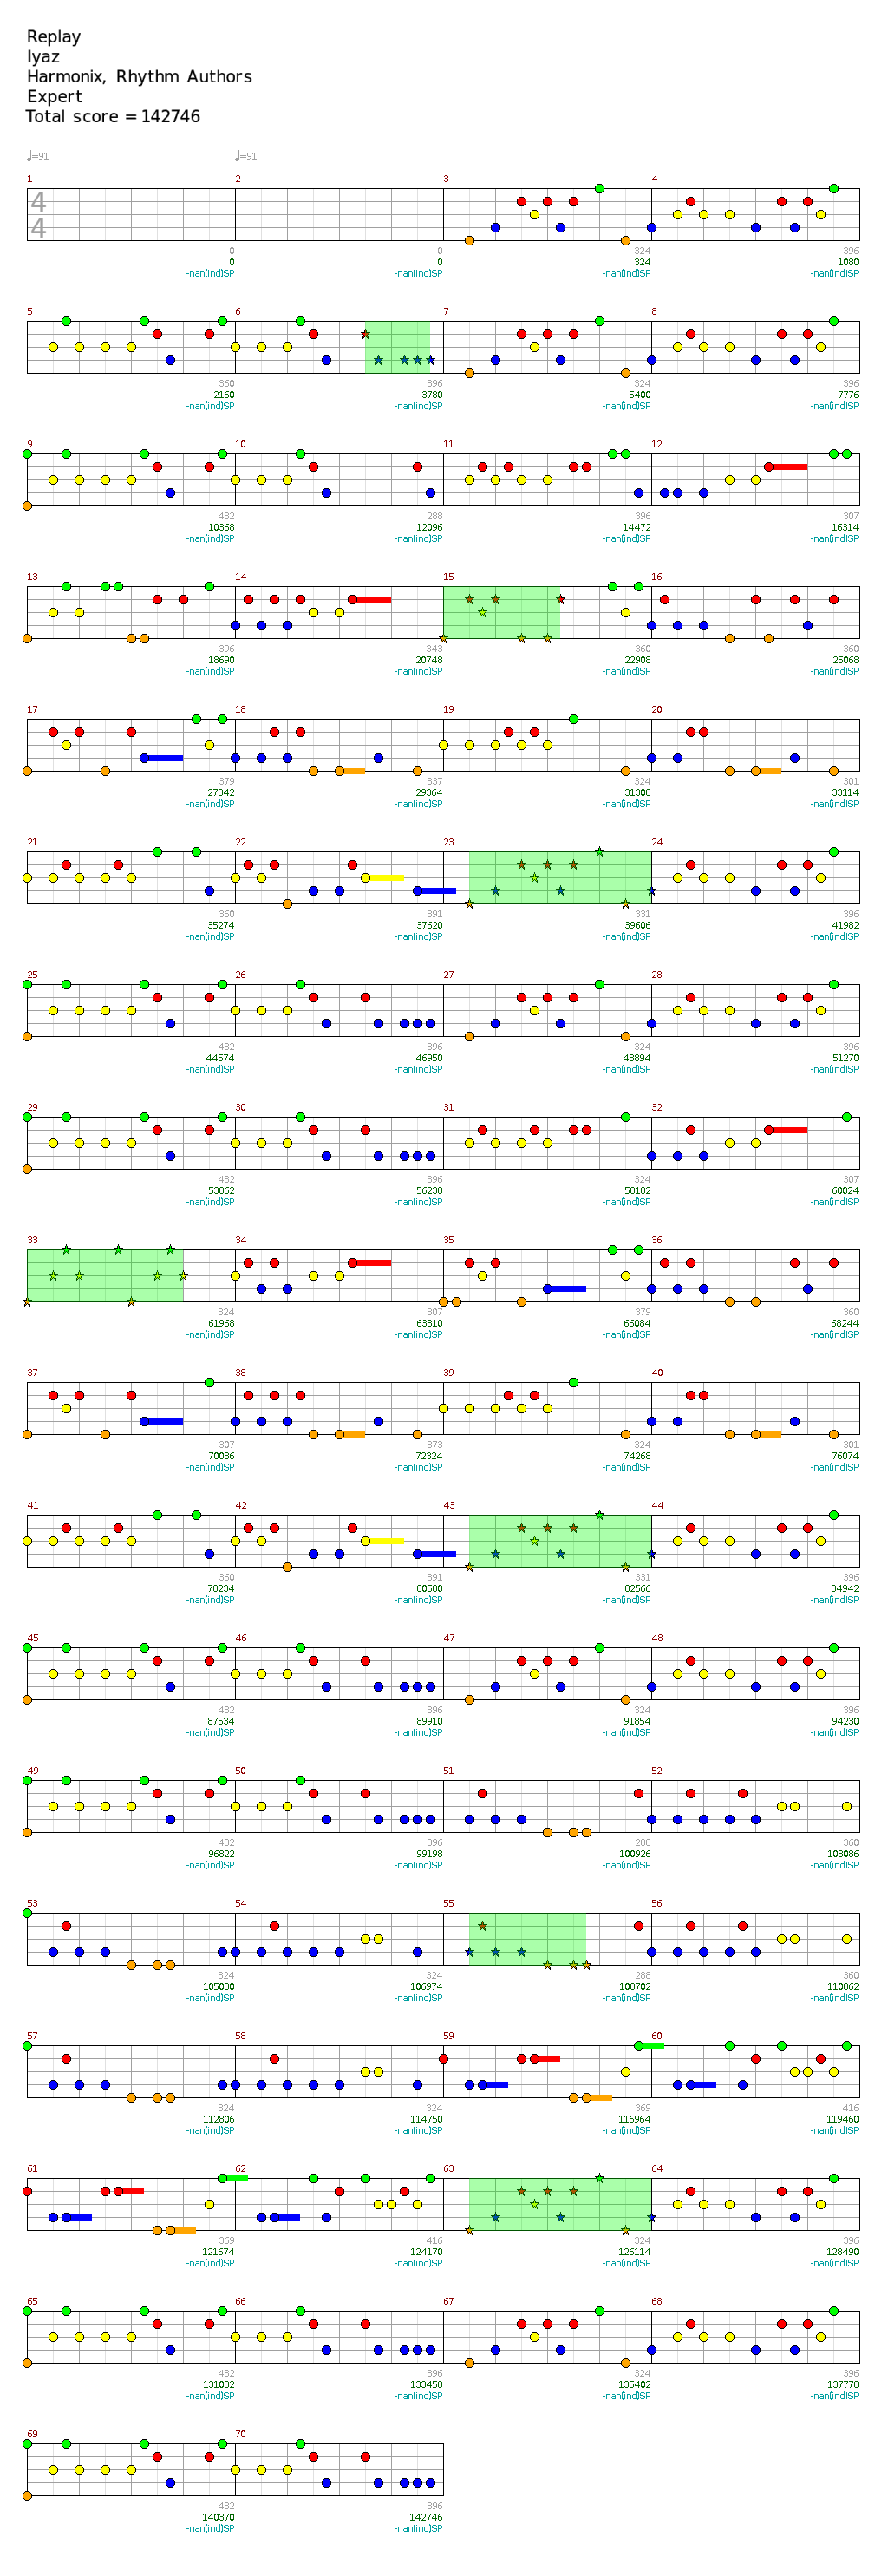 Replay
Iyaz
Harmonix, Rhythm Authors
Expert
Total score = 142746
♩=91 ♩=91
1 2 3 4
4
4
0 0 324 396
0 0 324 1080
-nan(ind)SP -nan(ind)SP -nan(ind)SP -nan(ind)SP
5 6 7 8
360 396 324 396
2160 3780 5400 7776
-nan(ind)SP -nan(ind)SP -nan(ind)SP -nan(ind)SP
9 10 11 12
432 288 396 307
10368 12096 14472 16314
-nan(ind)SP -nan(ind)SP -nan(ind)SP -nan(ind)SP
13 14 15 16
396 343 360 360
18690 20748 22908 25068
-nan(ind)SP -nan(ind)SP -nan(ind)SP -nan(ind)SP
17 18 19 20
379 337 324 301
27342 29364 31308 33114
-nan(ind)SP -nan(ind)SP -nan(ind)SP -nan(ind)SP
21 22 23 24
360 391 331 396
35274 37620 39606 41982
-nan(ind)SP -nan(ind)SP -nan(ind)SP -nan(ind)SP
25 26 27 28
432 396 324 396
44574 46950 48894 51270
-nan(ind)SP -nan(ind)SP -nan(ind)SP -nan(ind)SP
29 30 31 32
432 396 324 307
53862 56238 58182 60024
-nan(ind)SP -nan(ind)SP -nan(ind)SP -nan(ind)SP
33 34 35 36
324 307 379 360
61968 63810 66084 68244
-nan(ind)SP -nan(ind)SP -nan(ind)SP -nan(ind)SP
37 38 39 40
307 373 324 301
70086 72324 74268 76074
-nan(ind)SP -nan(ind)SP -nan(ind)SP -nan(ind)SP
41 42 43 44
360 391 331 396
78234 80580 82566 84942
-nan(ind)SP -nan(ind)SP -nan(ind)SP -nan(ind)SP
45 46 47 48
432 396 324 396
87534 89910 91854 94230
-nan(ind)SP -nan(ind)SP -nan(ind)SP -nan(ind)SP
49 50 51 52
432 396 288 360
96822 99198 100926 103086
-nan(ind)SP -nan(ind)SP -nan(ind)SP -nan(ind)SP
53 54 55 56
324 324 288 360
105030 106974 108702 110862
-nan(ind)SP -nan(ind)SP -nan(ind)SP -nan(ind)SP
57 58 59 60
324 324 369 416
112806 114750 116964 119460
-nan(ind)SP -nan(ind)SP -nan(ind)SP -nan(ind)SP
61 62 63 64
369 416 324 396
121674 124170 126114 128490
-nan(ind)SP -nan(ind)SP -nan(ind)SP -nan(ind)SP
65 66 67 68
432 396 324 396
131082 133458 135402 137778
-nan(ind)SP -nan(ind)SP -nan(ind)SP -nan(ind)SP
69 70
432 396
140370 142746
-nan(ind)SP -nan(ind)SP